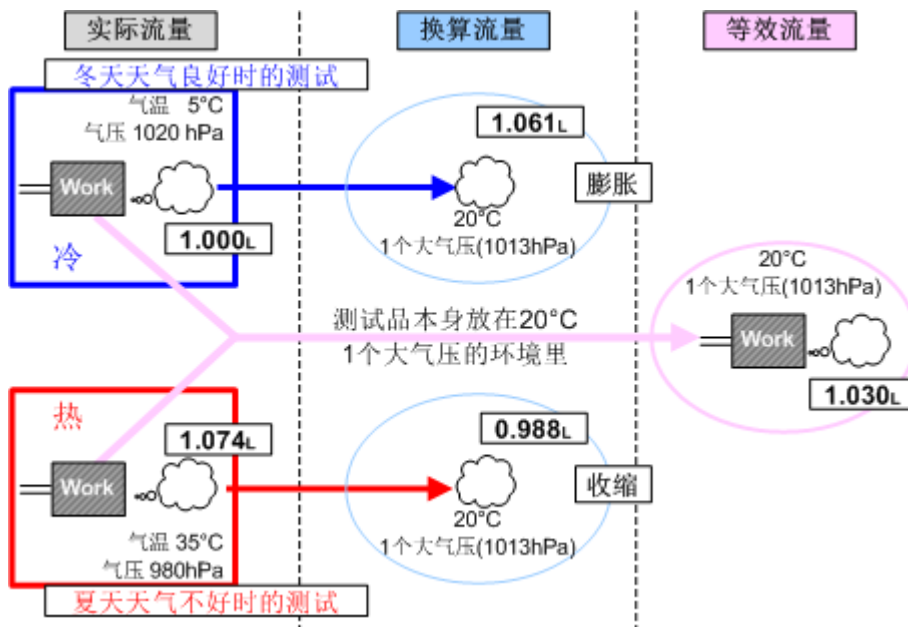 实际流量
换算流量
等效流量
冬天天气良好时的测试
气温 5°C
气压 1020 hPa
Work
1.000L
冷
1.061L
膨胀
20°C
1个大气压(1013hPa)
测试品本身放在20°C
1个大气压的环境里
20°C
1个大气压(1013hPa)
Work
1.030L
热
1.074L
Work
气温 35°C
气压 980hPa
夏天天气不好时的测试
0.988L
收缩
20°C
1个大气压(1013hPa)